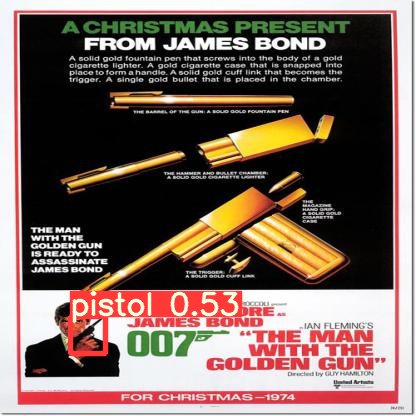 A CHRISTMAS PRESENT
FROM JAMES BOND
A solid gold fountain pen that screws into the body of a gold
cigarette lighter. A gold cigarette case that is snapped into
place to form a handle. A solid gold cuff link that becomes the
trigger. A single gold bullet that is placed in the chamber.
THE BARREL OF THE GUN: A SOLID GOLD FOUNTAIN PEN
THE HAMMER AND BULLET CHAMBER:
A SOLID GOLD CIGARETTE LIGHTER
THE
MAGAZINE
HAND GRIP:
A SOLID GOLD
CIGARETTE
CASE
THE MAN
WITH THE
GOLDEN GUN
IS READY TO
ASSASSINATE
JAMES BOND
THE TRIGGER:
A SOLID GOLD CUFF LINK
pistol 0.53
OCCOLI present
ORE AS
JAMES BOND
007
in IAN FLEMING'S
"THE MAN
WITH THE
GOLDEN GUN"
Directed by GUY HAMILTON
United Artists
FOR CHRISTMAS-1974